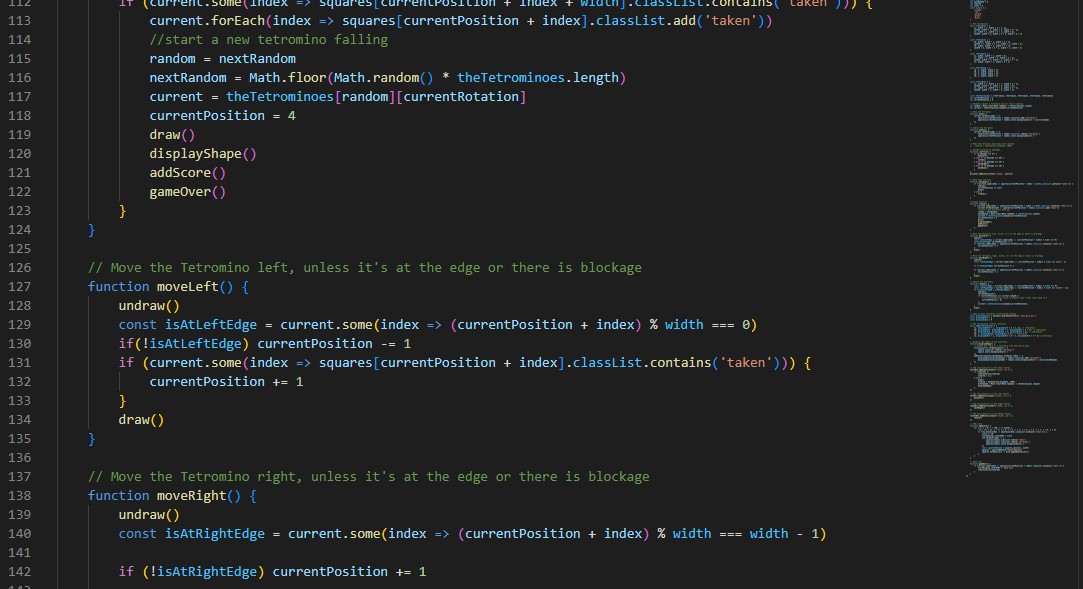 112 if (current.some(index => squares[currentPosition + index + width].classList.contains('taken'))) {
113 current.forEach(index => squares[currentPosition + index].classList.add('taken'))
114 //start a new tetromino falling
115 random = nextRandom
116 nextRandom = Math.floor(Math.random() * theTetrominoes.length)
117 current = theTetrominoes[random][currentRotation]
118 currentPosition = 4
119 draw()
120 displayShape()
121 addScore()
122 gameOver()
123 }
124 }
125
126 // Move the Tetromino left, unless it's at the edge or there is blockage
127 function moveLeft() {
128 undraw()
129 const isAtLeftEdge = current.some(index => (currentPosition + index) % width === 0)
130 if(!isAtLeftEdge) currentPosition -= 1
131 if (current.some(index => squares[currentPosition + index].classList.contains('taken'))) {
132 currentPosition += 1
133 }
134 draw()
135 }
136
137 // Move the Tetromino right, unless it's at the edge or there is blockage
138 function moveRight() {
139 undraw()
140 const isAtRightEdge = current.some(index => (currentPosition + index) % width === width - 1)
141
142 if (!isAtRightEdge) currentPosition += 1